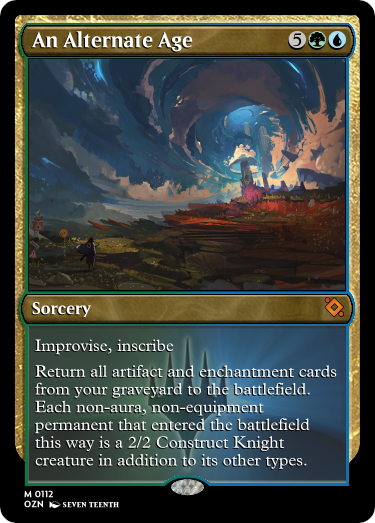 An Alternate Age 5
Sorcery
Improvise, inscribe
Return all artifact and enchantment cards
from your graveyard to the battlefield.
Each non-aura, non-equipment
permanent that entered the battlefield
this way is a 2/2 Construct Knight
creature in addition to its other types.
M 0112
OZN SEVEN TEENTH